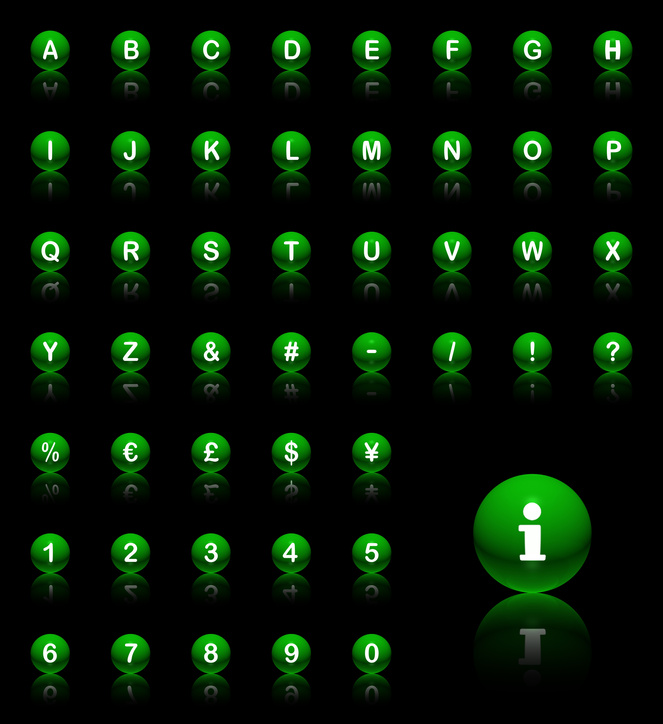 A B C D E F G H
I J K L M N O P
Q R S T U V W X
Y Z & # - / ! ?
% € £ $ ¥
i
1 2 3 4 5
6 7 8 9 0